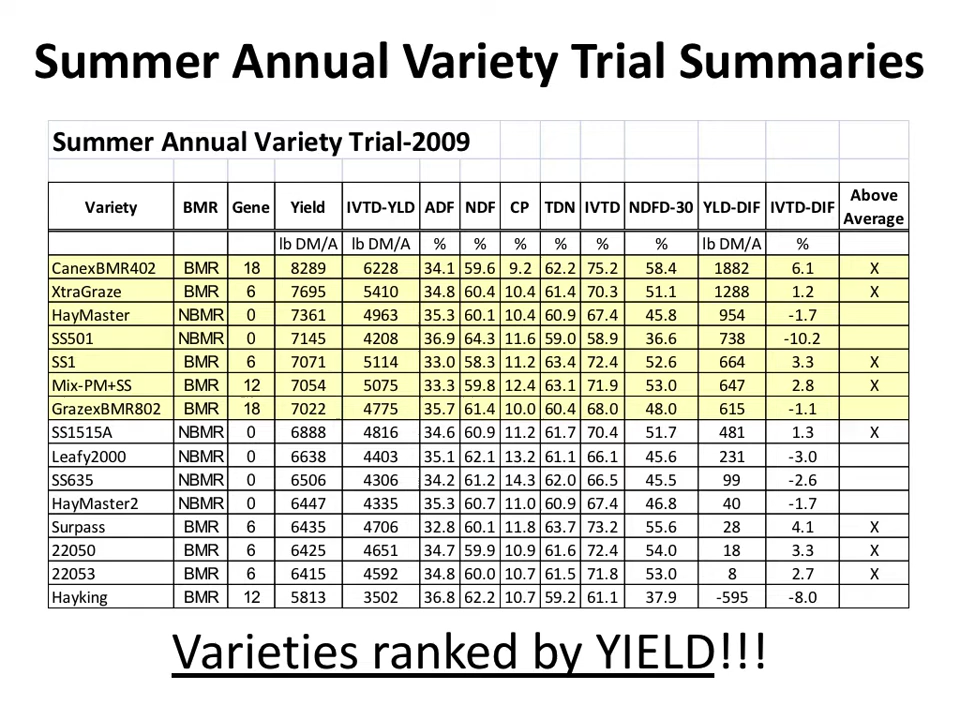 Summer Annual Variety Trial Summaries
Summer Annual Variety Trial-2009
Variety BMR Gene Yield IVTD-YLD ADF NDF CP TDN IVTD NDFD-30 YLD-DIF IVTD-DIF Above Average
lb DM/A lb DM/A % % % % % % lb DM/A %
CanexBMR402 BMR 18 8289 6228 34.1 59.6 9.2 62.2 75.2 58.4 1882 6.1 X
XtraGraze BMR 6 7695 5410 34.8 60.4 10.4 61.4 70.3 51.1 1288 1.2 X
HayMaster NBMR 0 7361 4963 35.3 60.1 10.4 60.9 67.4 45.8 954 -1.7
SS501 NBMR 0 7145 4208 36.9 64.3 11.6 59.0 58.9 36.6 738 -10.2
SS1 BMR 6 7071 5114 33.0 58.3 11.2 63.4 72.4 52.6 664 3.3 X
Mix-PM+SS BMR 12 7054 5075 33.3 59.8 12.4 63.1 71.9 53.0 647 2.8 X
GrazexBMR802 BMR 18 7022 4775 35.7 61.4 10.0 60.4 68.0 48.0 615 -1.1
SS1515A NBMR 0 6888 4816 34.6 60.9 11.2 61.7 70.4 51.7 481 1.3 X
Leafy2000 NBMR 0 6638 4403 35.1 62.1 13.2 61.1 66.1 45.6 231 -3.0
SS635 NBMR 0 6506 4306 34.2 61.2 14.3 62.0 66.5 45.5 99 -2.6
HayMaster2 NBMR 0 6447 4335 35.3 60.7 11.0 60.9 67.4 46.8 40 -1.7
Surpass BMR 6 6435 4706 32.8 60.1 11.8 63.7 73.2 55.6 28 4.1 X
22050 BMR 6 6425 4651 34.7 59.9 10.9 61.6 72.4 54.0 18 3.3 X
22053 BMR 6 6415 4592 34.8 60.0 10.7 61.5 71.8 53.0 8 2.7 X
Hayking BMR 12 5813 3502 36.8 62.2 10.7 59.2 61.1 37.9 -595 -8.0
Varieties ranked by YIELD!!!